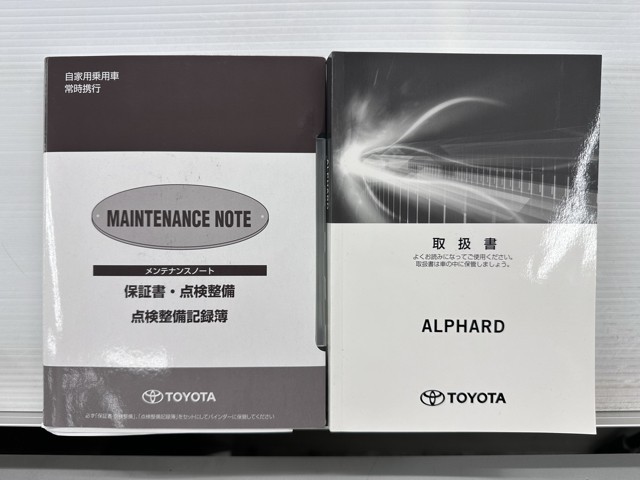 自家用乗用車
常時携行
MAINTENANCE NOTE
メンテナンスノート
保証書・点検整備
点検整備記録簿
TOYOTA
ALPHARD
取扱書
よくお読みになってご使用ください。
取扱書は車の中に保管しましょう。
ALPHARD
TOYOTA